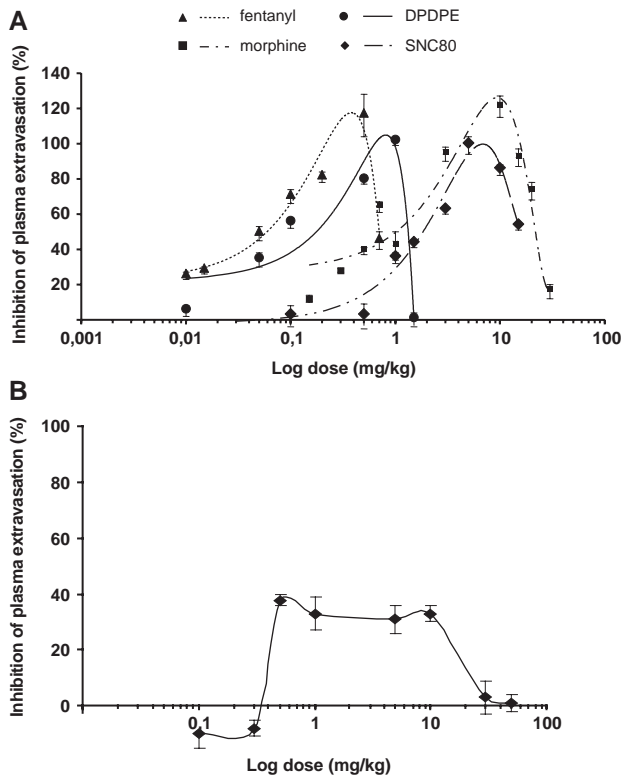 A
fentanyl
DPDPE
morphine
SNC80
Inhibition of plasma extravasation (%)
140
120
100
80
60
40
20
0,001
0,01
0,1
1
10
100
Log dose (mg/kg)
B
Inhibition of plasma extravasation (%)
100
80
60
40
20
0
0,1
1
10
100
Log dose (mg/kg)